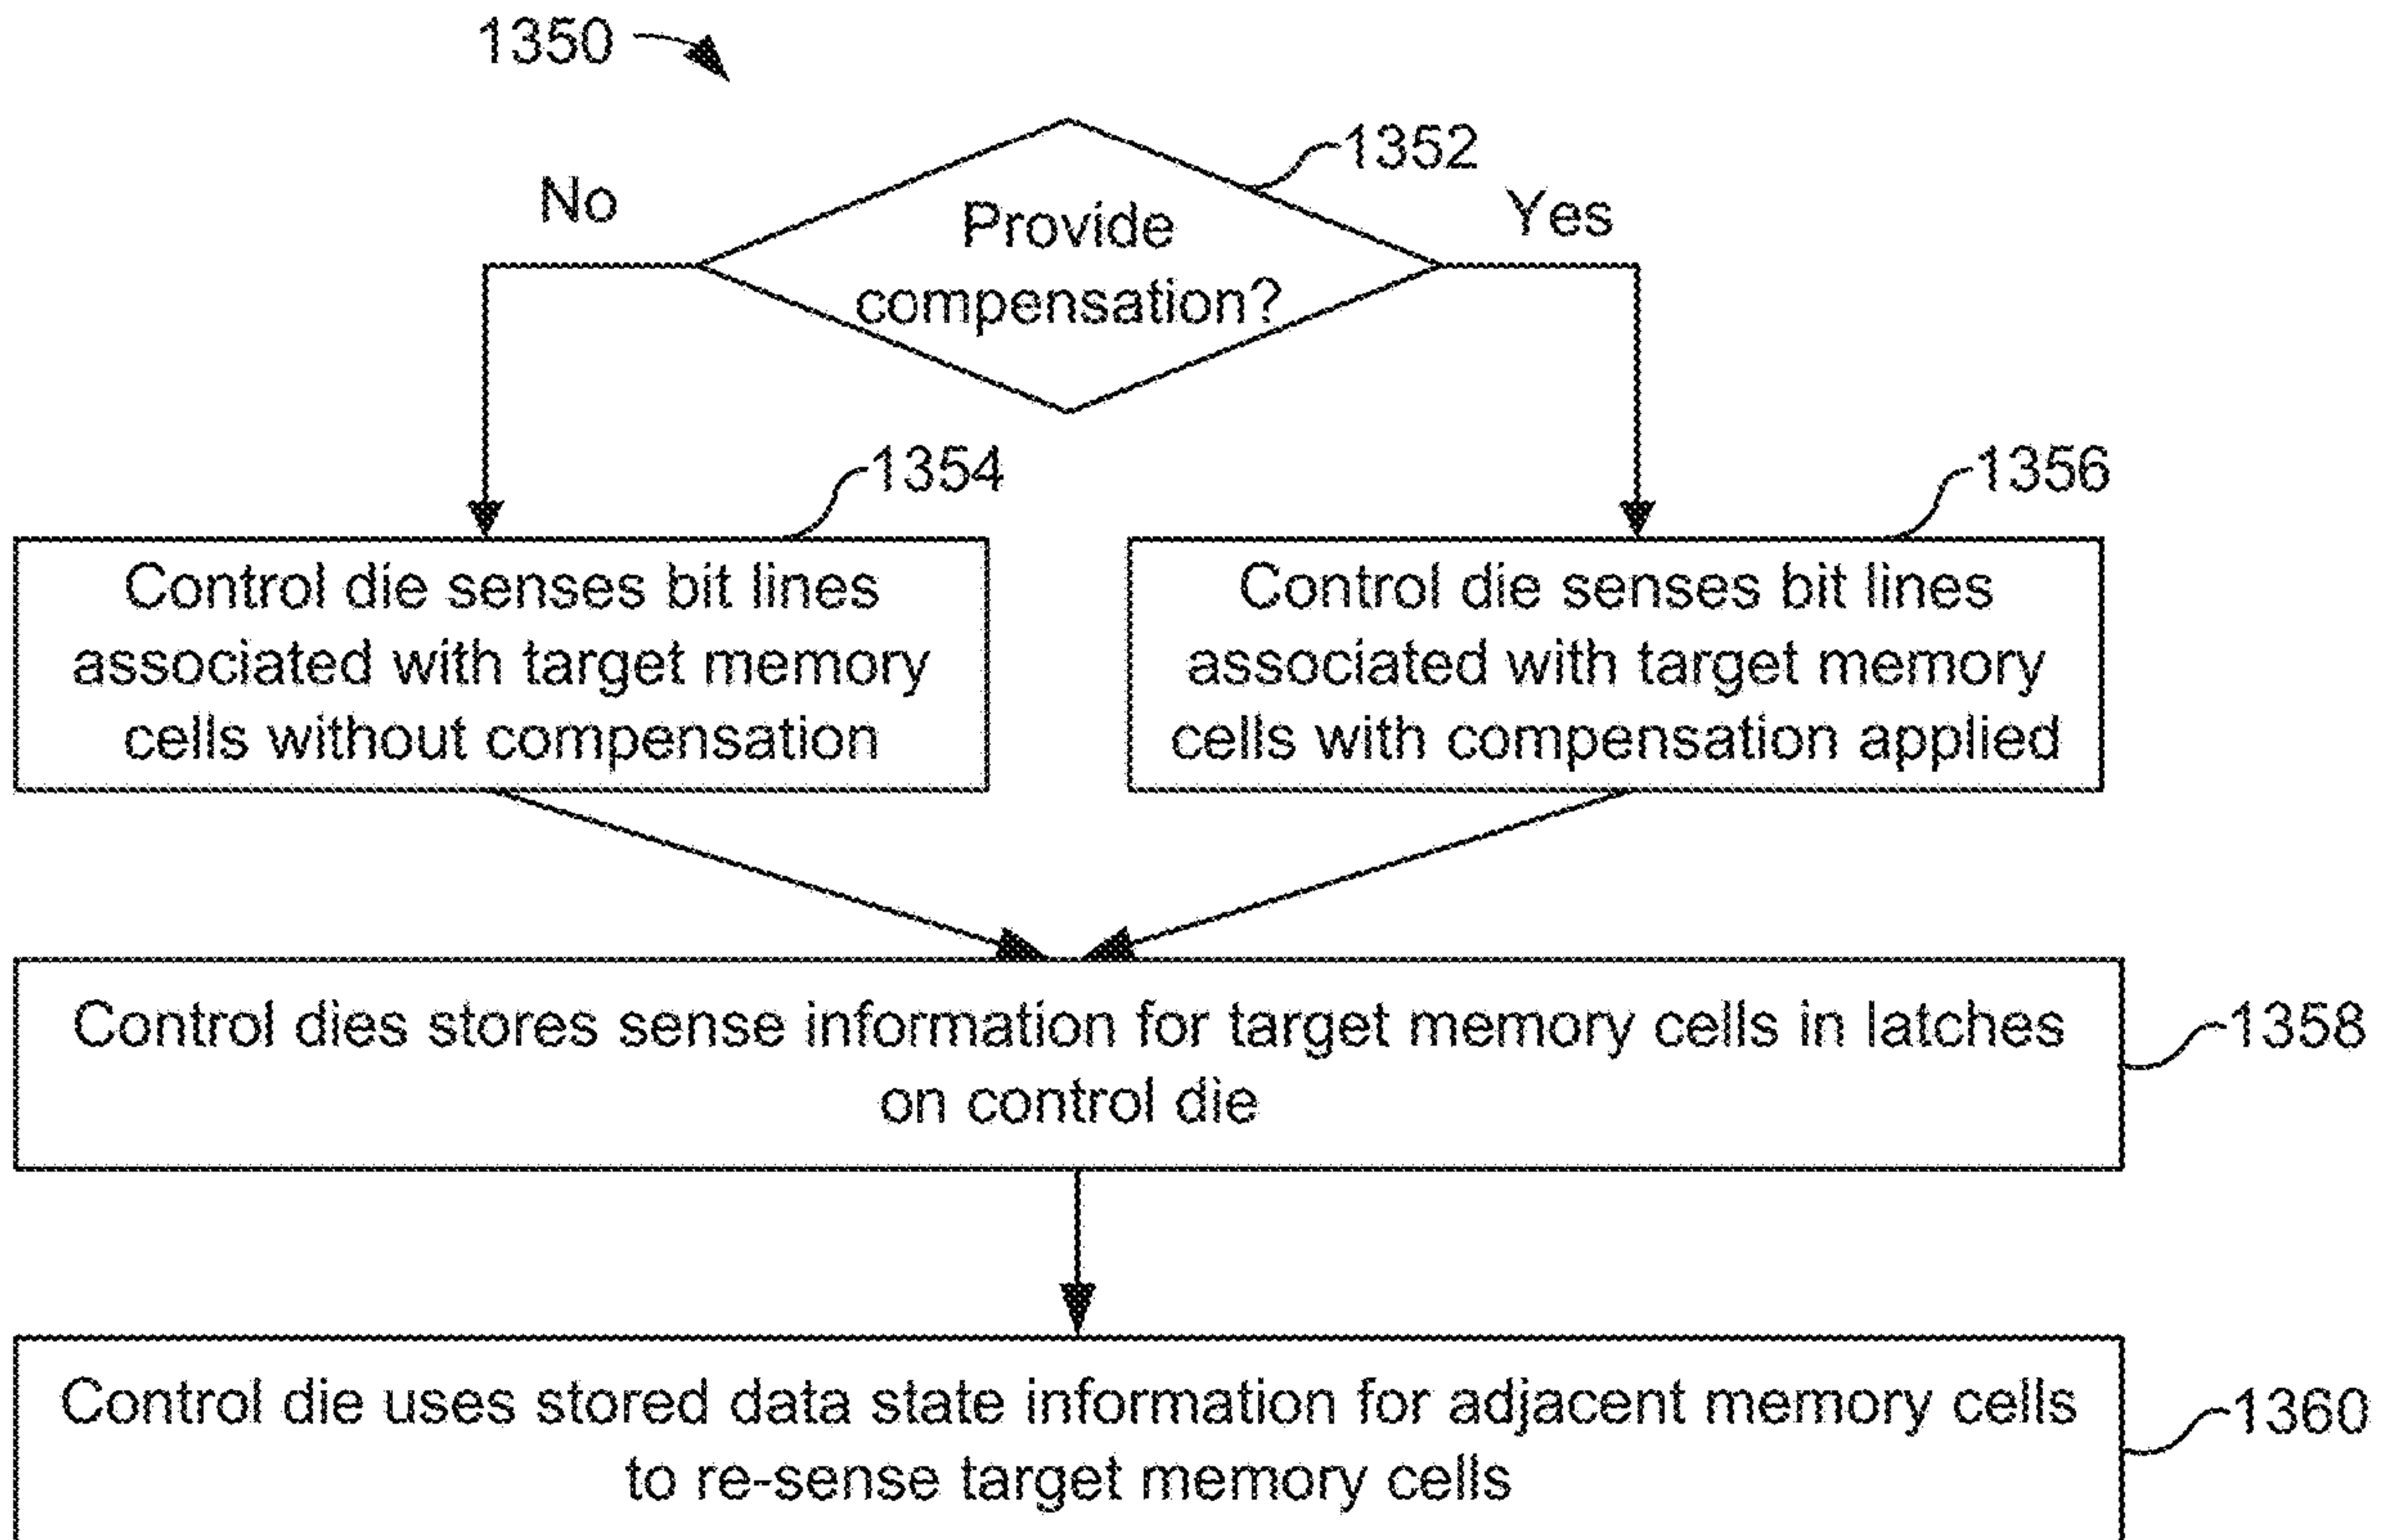 1350
1352
No
Yes
Provide
compensation?
1354
1356
Control die senses bit lines
associated with target memory
cells without compensation
Control die senses bit lines
associated with target memory
cells with compensation applied
Control dies stores sense information for target memory cells in latches
on control die
1358
Control die uses stored data state information for adjacent memory cells
to re-sense target memory cells
1360